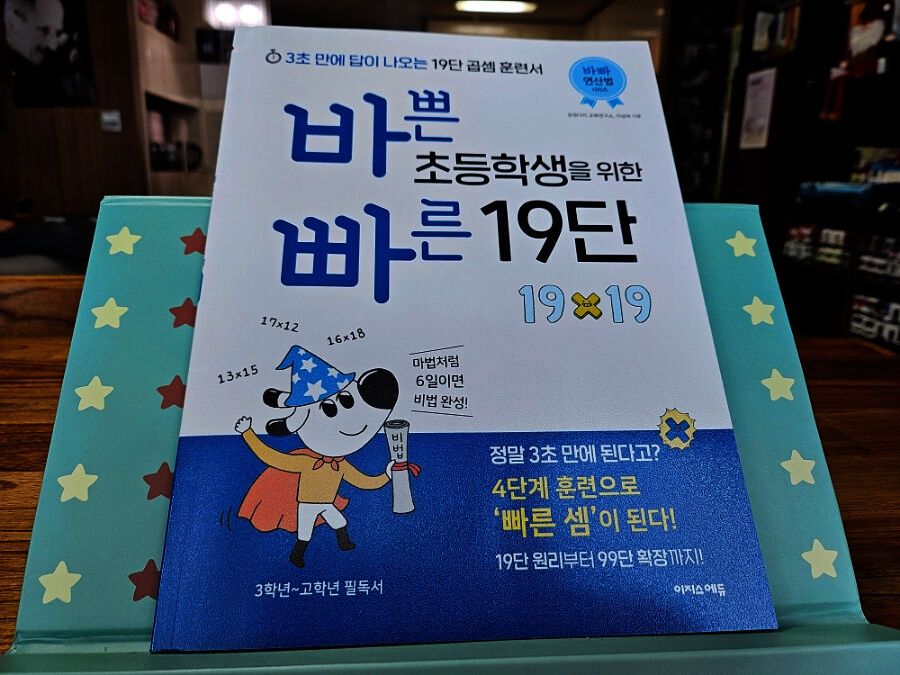 3초 만에 답이 나오는 19단 곱셈 훈련서
바빠
연산법
시리즈
바쁜
초등학생을 위한
빠른 19단
19×19
17×12
16×18
13×15
마법처럼
6일이면
비법 완성!
비법
정말 3초 만에 된다고?
4단계 훈련으로
‘빠른 셈’이 된다!
19단 원리부터 99단 확장까지!
3학년~고학년 필독서
이지스에듀